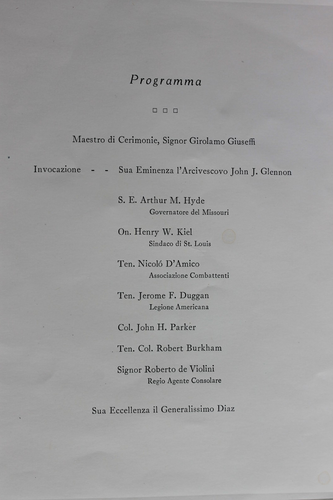 Programma
Maestro di Cerimonie, Signor Girolamo Giuseffi
Invocazione - - Sua Eminenza l'Arcivescovo John J. Glennon
S. E. Arthur M. Hyde
Governatore del Missouri
On. Henry W. Kiel
Sindaco di St. Louis
Ten. Nicoló D'Amico
Associazione Combattenti
Ten. Jerome F. Duggan
Legione Americana
Col. John H. Parker
Ten. Col. Robert Burkham
Signor Roberto de Violini
Regio Agente Consolare
Sua Eccellenza il Generalissimo Diaz